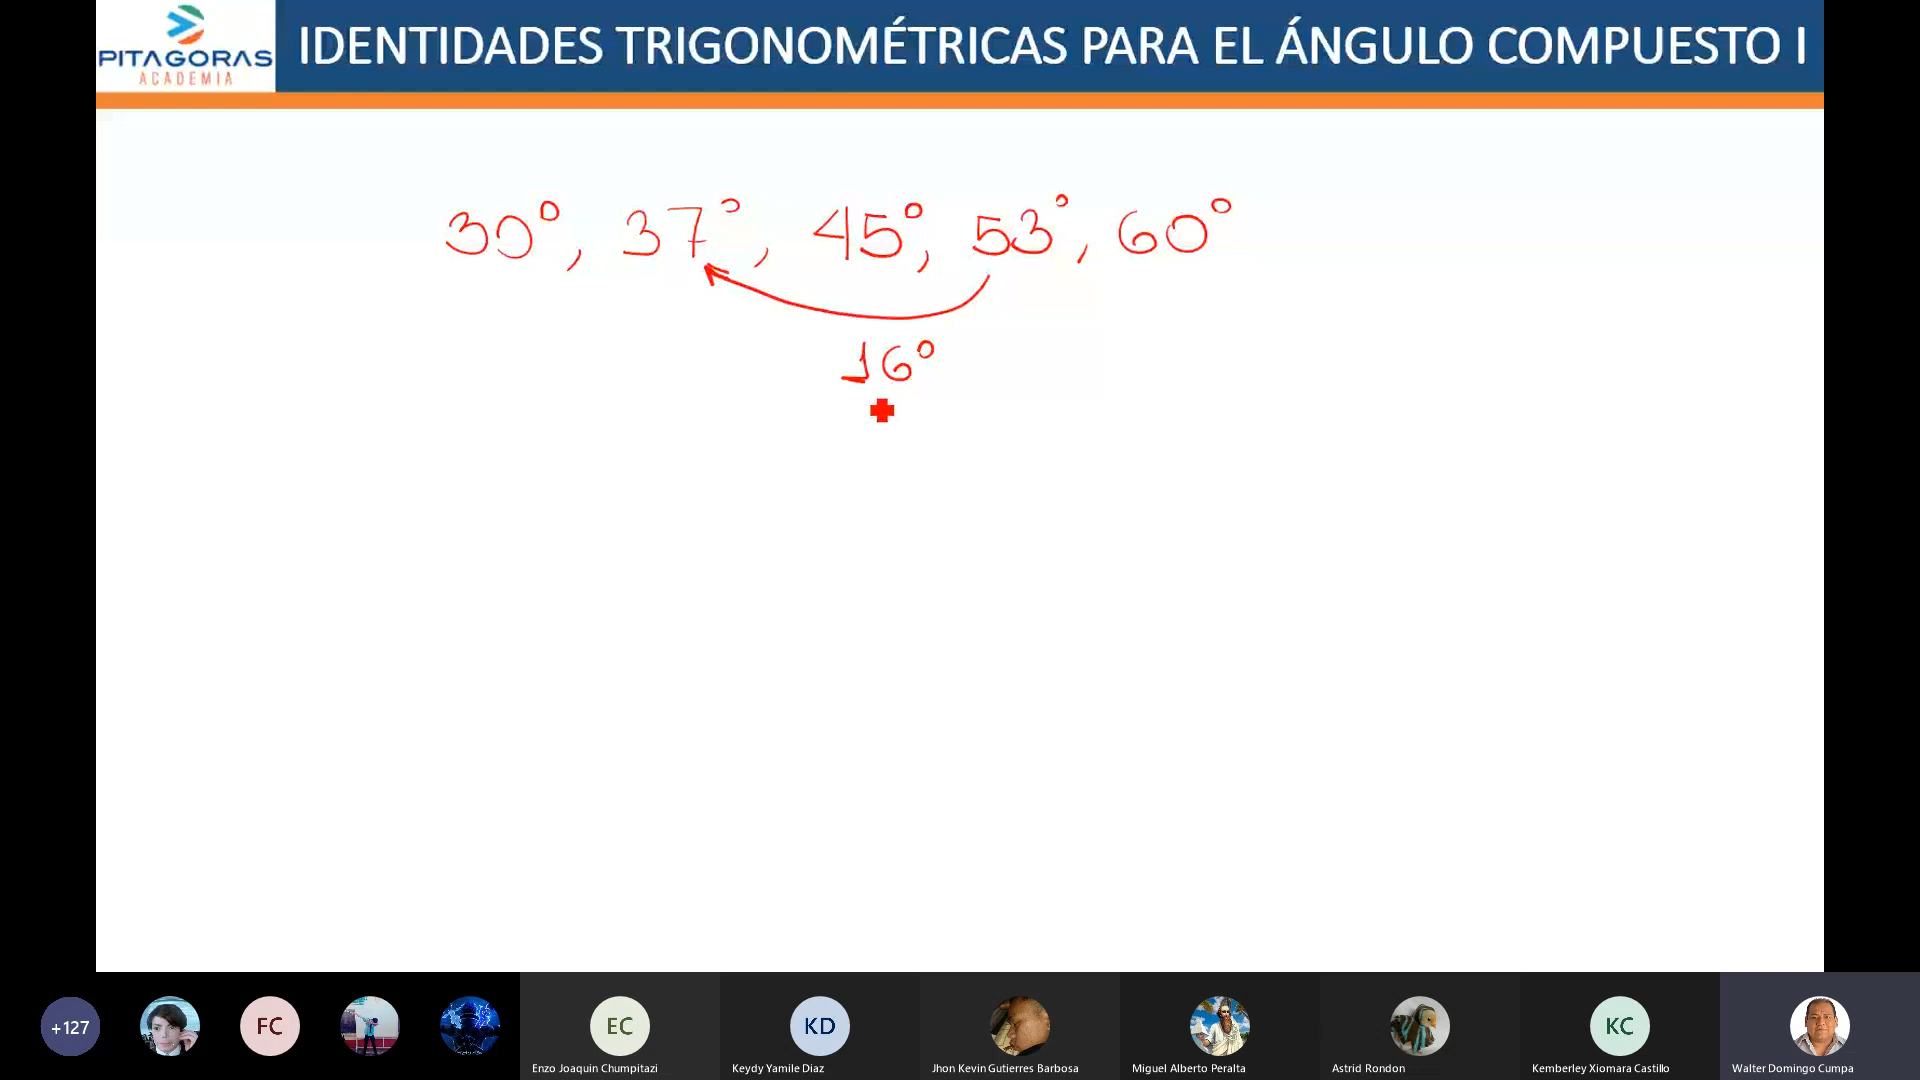 PITAGORAS
ACADEMIA
IDENTIDADES TRIGONOMÉTRICAS PARA EL ÁNGULO COMPUESTO I
30°, 37°, 45°, 53°, 60°
16°
+127
FC
EC
KD
KC
Enzo Joaquin Chumpitazi
Keydy Yamile Diaz
Jhon Kevin Gutierres Barbosa
Miguel Alberto Peralta
Astrid Rondon
Kemberley Xiomara Castillo
Walter Domingo Cumpa